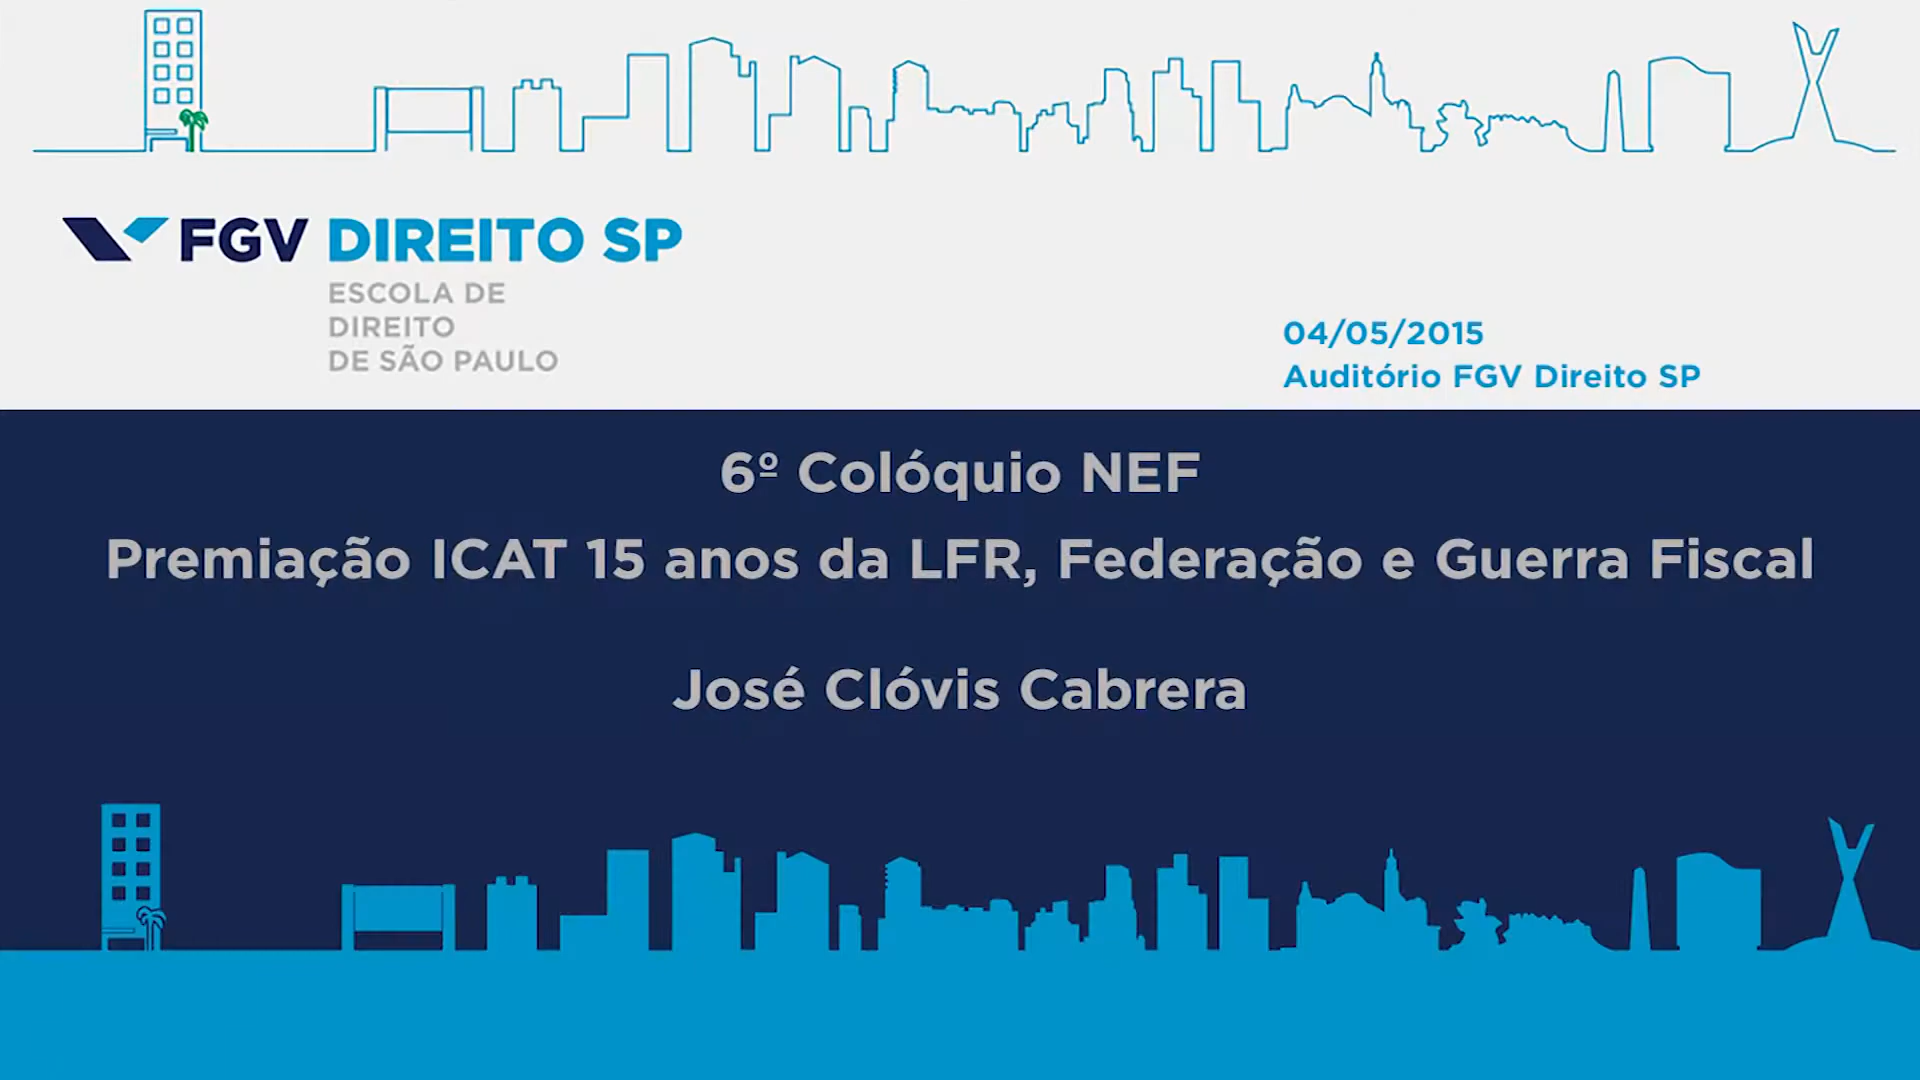 FGV DIREITO SP
ESCOLA DE
DIREITO
DE SÃO PAULO
04/05/2015
Auditório FGV Direito SP
6º Colóquio NEF
Premiação ICAT 15 anos da LFR, Federação e Guerra Fiscal
José Clóvis Cabrera